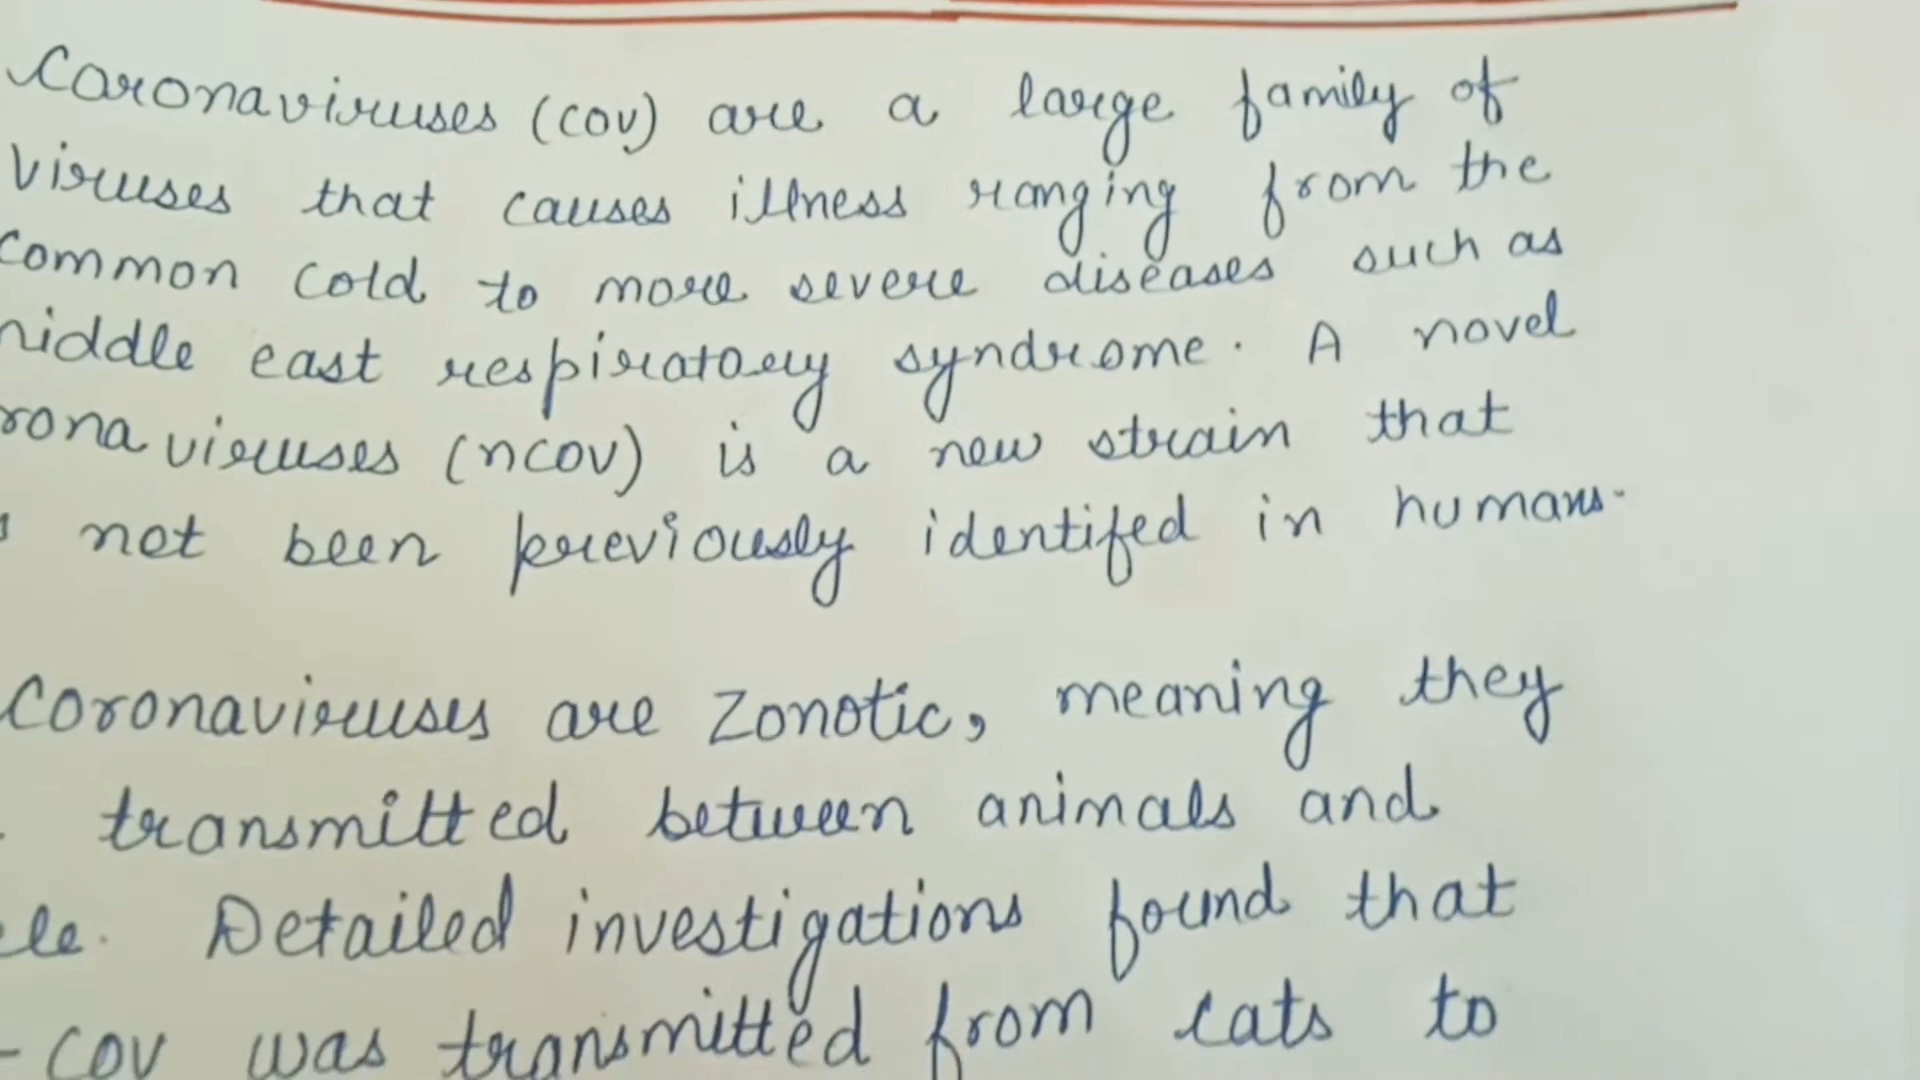 Coronaviruses (cov) are a large family of
viruses that causes illness ranging from the
common cold to more severe diseases such as
middle east respiratory syndrome. A novel
rona viruses (ncov) is a new strain that
not been previously identifed in humans.
Coronaviruses are Zonotic, meaning they
transmitted between animals and
ple. Detailed investigations found that
-cov was transmitted from cats to